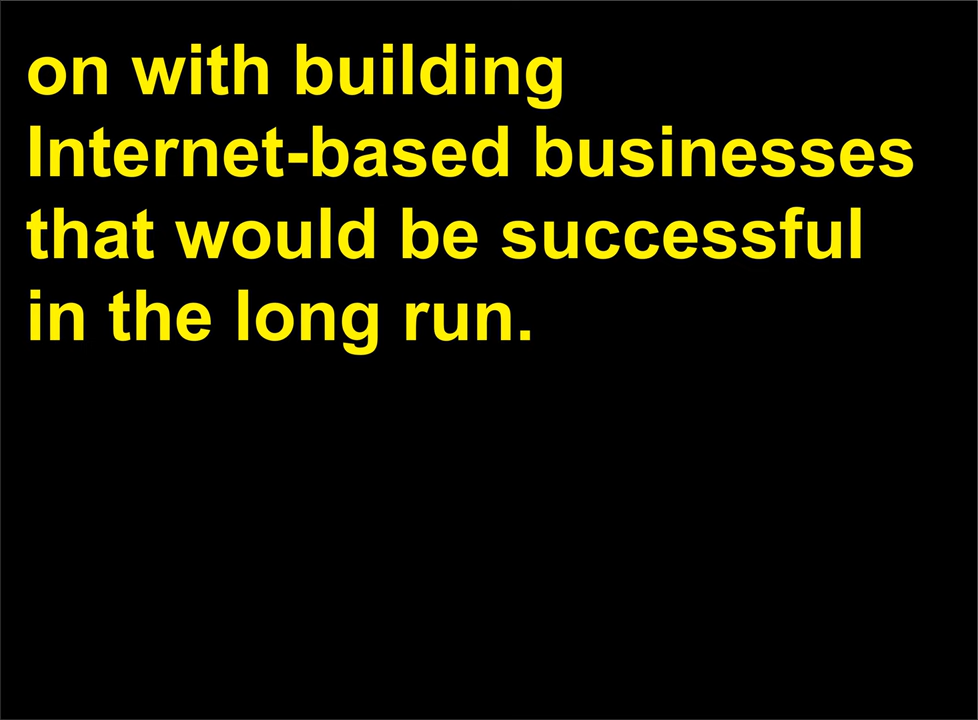 on with building
Internet-based businesses
that would be successful
in the long run.